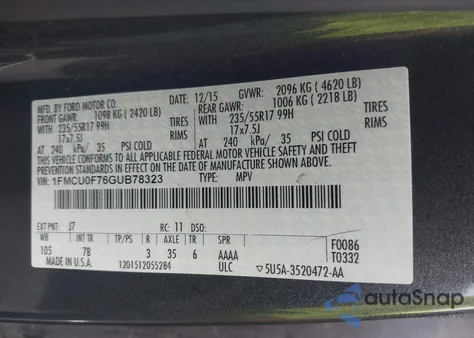 MFD. BY FORD MOTOR CO.
DATE: 12/15 GVWR: 2096 KG ( 4620 LB)
FRONT GAWR: 1098 KG ( 2420 LB) REAR GAWR: 1006 KG ( 2218 LB)
WITH 235/55R17 99H TIRES WITH 235/55R17 99H TIRES
17x7.5J RIMS 17x7.5J RIMS
AT 240 kPa/ 35 PSI COLD AT 240 kPa/ 35 PSI COLD
THIS VEHICLE CONFORMS TO ALL APPLICABLE FEDERAL MOTOR VEHICLE SAFETY AND THEFT PREVENTION
STANDARDS IN EFFECT ON THE DATE OF MANUFACTURE SHOWN ABOVE.
VIN: 1FMCU0F76GUB78323 TYPE: MPV
EXT PNT: J7 RC: 11 DSO:
WB INT TR TP/PS R AXLE TR SPR
105 7B 3 35 6 AAAA
F0086
T0332
MADE IN U.S.A. 1201512055284 ULC 5U5A-3520472-AA
autoSnap